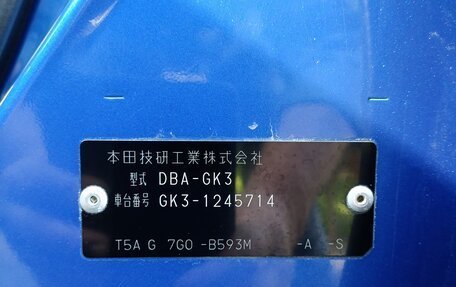 本田技研工業株式会社
型式 DBA-GK3
車台番号 GK3-1245714
T5A G 7G0 -B593M -A -S